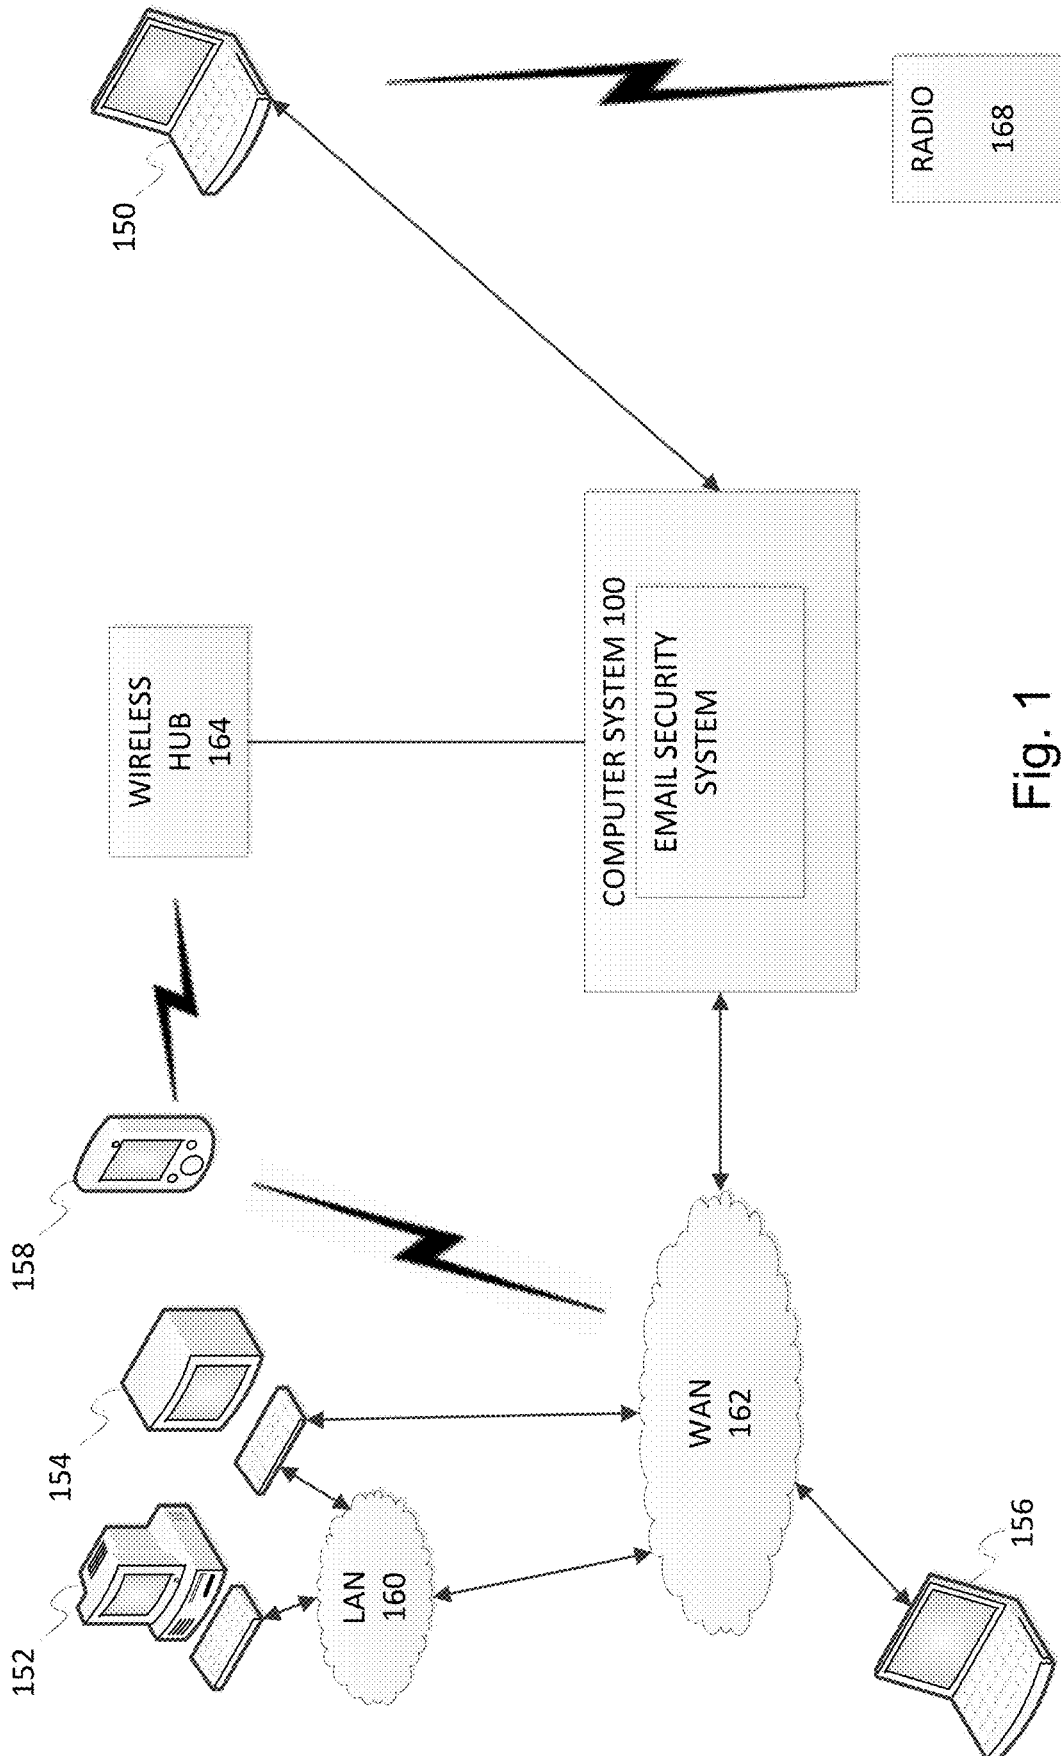 152
154
158
WIRELESS
HUB
164
150
LAN
160
WAN
162
COMPUTER SYSTEM 100
EMAIL SECURITY
SYSTEM
RADIO
168
156
Fig. 1